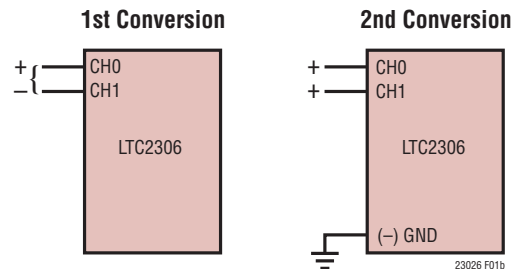 1st Conversion
+ CH0
– { CH1
LTC2306
2nd Conversion
+ CH0
+ CH1
LTC2306
(–) GND
23026 F01b